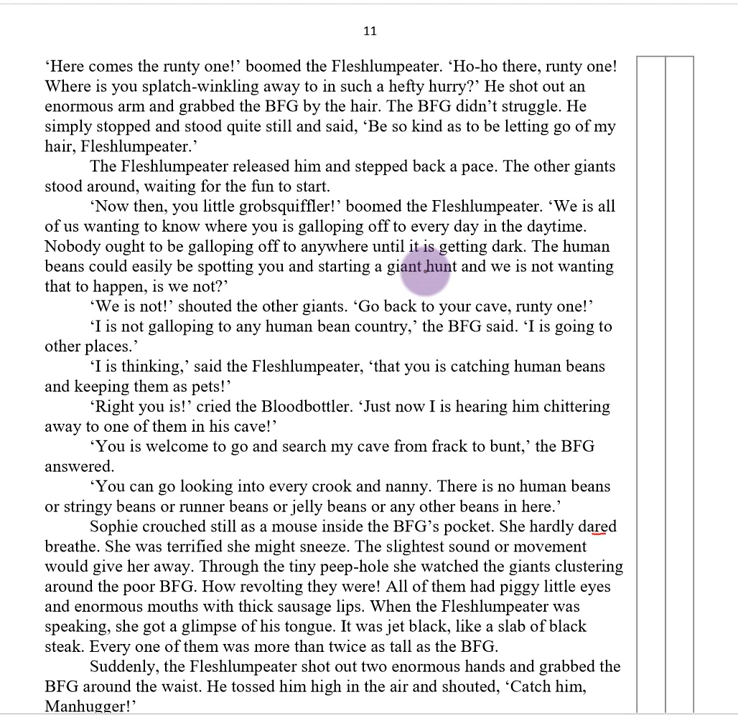 11
‘Here comes the runty one!’ boomed the Fleshlumpeater. ‘Ho-ho there, runty one!
Where is you splatch-winkling away to in such a hefty hurry?’ He shot out an
enormous arm and grabbed the BFG by the hair. The BFG didn’t struggle. He
simply stopped and stood quite still and said, ‘Be so kind as to be letting go of my
hair, Fleshlumpeater.’
The Fleshlumpeater released him and stepped back a pace. The other giants
stood around, waiting for the fun to start.
‘Now then, you little grobsquiffler!’ boomed the Fleshlumpeater. ‘We is all
of us wanting to know where you is galloping off to every day in the daytime.
Nobody ought to be galloping off to anywhere until it is getting dark. The human
beans could easily be spotting you and starting a giant hunt and we is not wanting
that to happen, is we not?’
‘We is not!’ shouted the other giants. ‘Go back to your cave, runty one!’
‘I is not galloping to any human bean country,’ the BFG said. ‘I is going to
other places.’
‘I is thinking,’ said the Fleshlumpeater, ‘that you is catching human beans
and keeping them as pets!’
‘Right you is!’ cried the Bloodbottler. ‘Just now I is hearing him chittering
away to one of them in his cave!’
‘You is welcome to go and search my cave from frack to bunt,’ the BFG
answered.
‘You can go looking into every crook and nanny. There is no human beans
or stringy beans or runner beans or jelly beans or any other beans in here.’
Sophie crouched still as a mouse inside the BFG’s pocket. She hardly dared
breathe. She was terrified she might sneeze. The slightest sound or movement
would give her away. Through the tiny peep-hole she watched the giants clustering
around the poor BFG. How revolting they were! All of them had piggy little eyes
and enormous mouths with thick sausage lips. When the Fleshlumpeater was
speaking, she got a glimpse of his tongue. It was jet black, like a slab of black
steak. Every one of them was more than twice as tall as the BFG.
Suddenly, the Fleshlumpeater shot out two enormous hands and grabbed the
BFG around the waist. He tossed him high in the air and shouted, ‘Catch him,
Manhugger!’